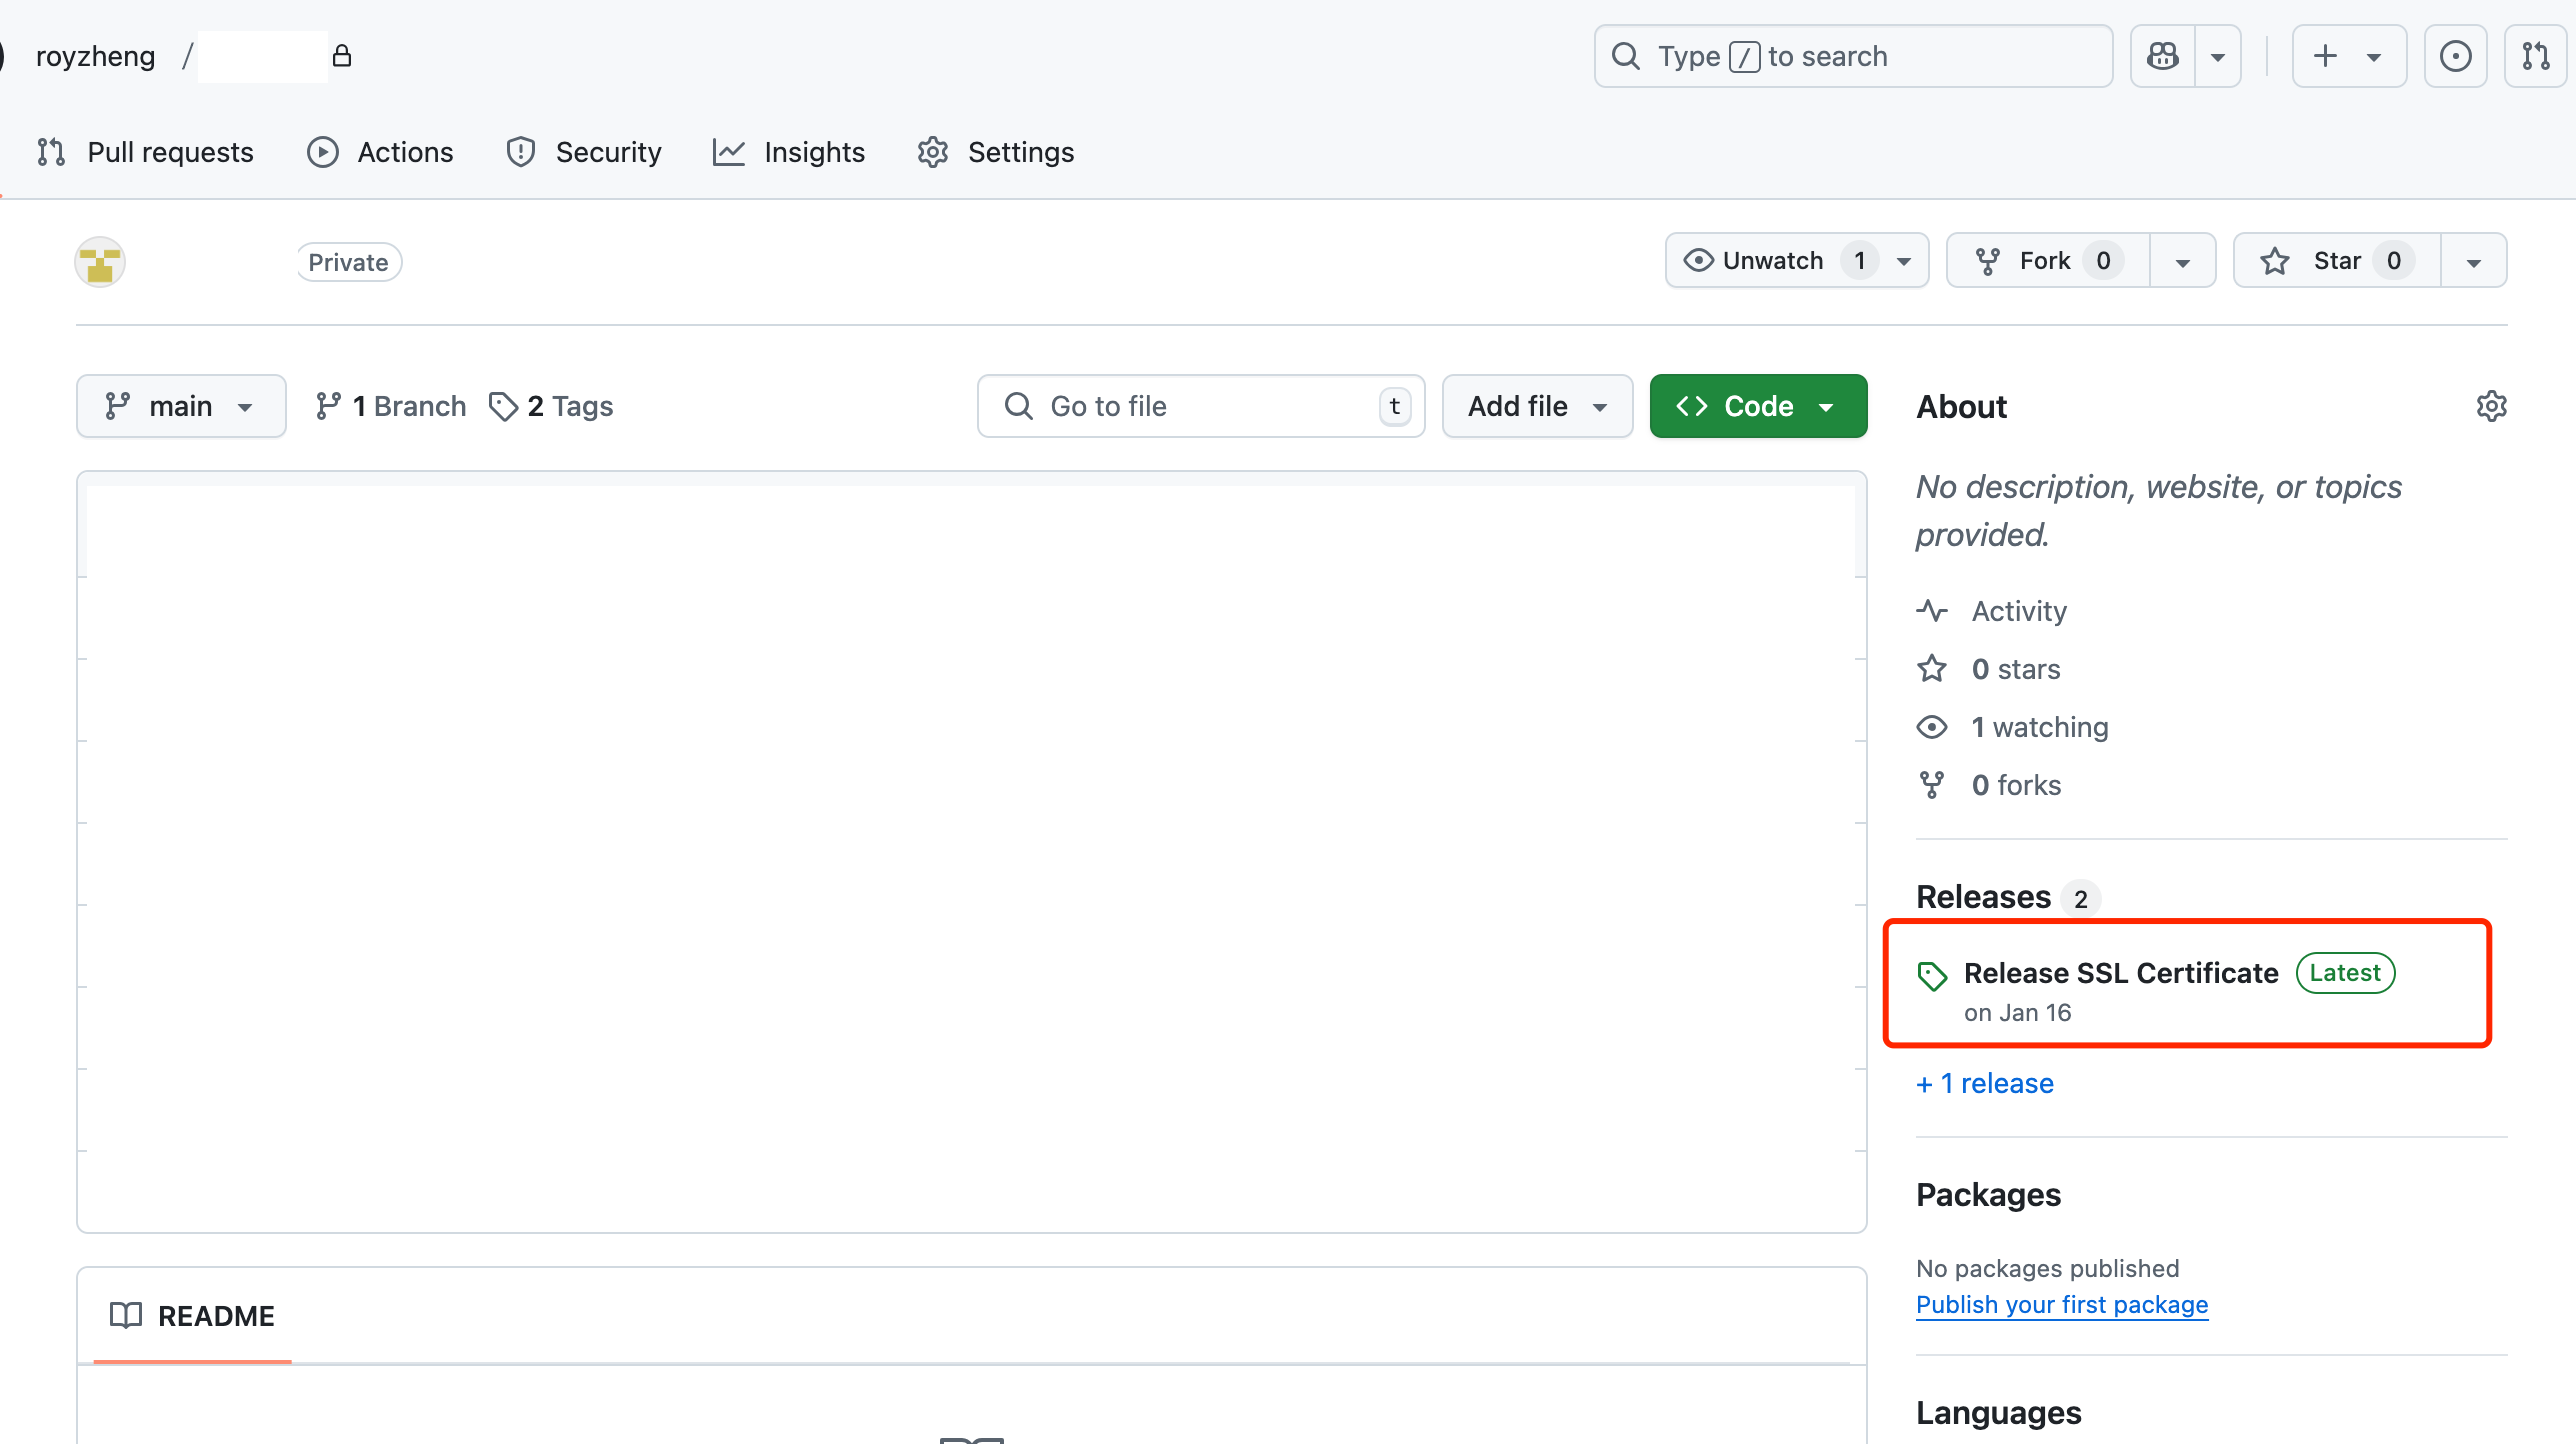 royzheng /
Type / to search
Pull requests
Actions
Security
Insights
Settings
Private
Unwatch 1
Fork 0
Star 0
main
1 Branch
2 Tags
Go to file
t
Add file
Code
About
No description, website, or topics
provided.
Activity
0 stars
1 watching
0 forks
Releases 2
Release SSL Certificate Latest
on Jan 16
+ 1 release
Packages
No packages published
Publish your first package
Languages
README